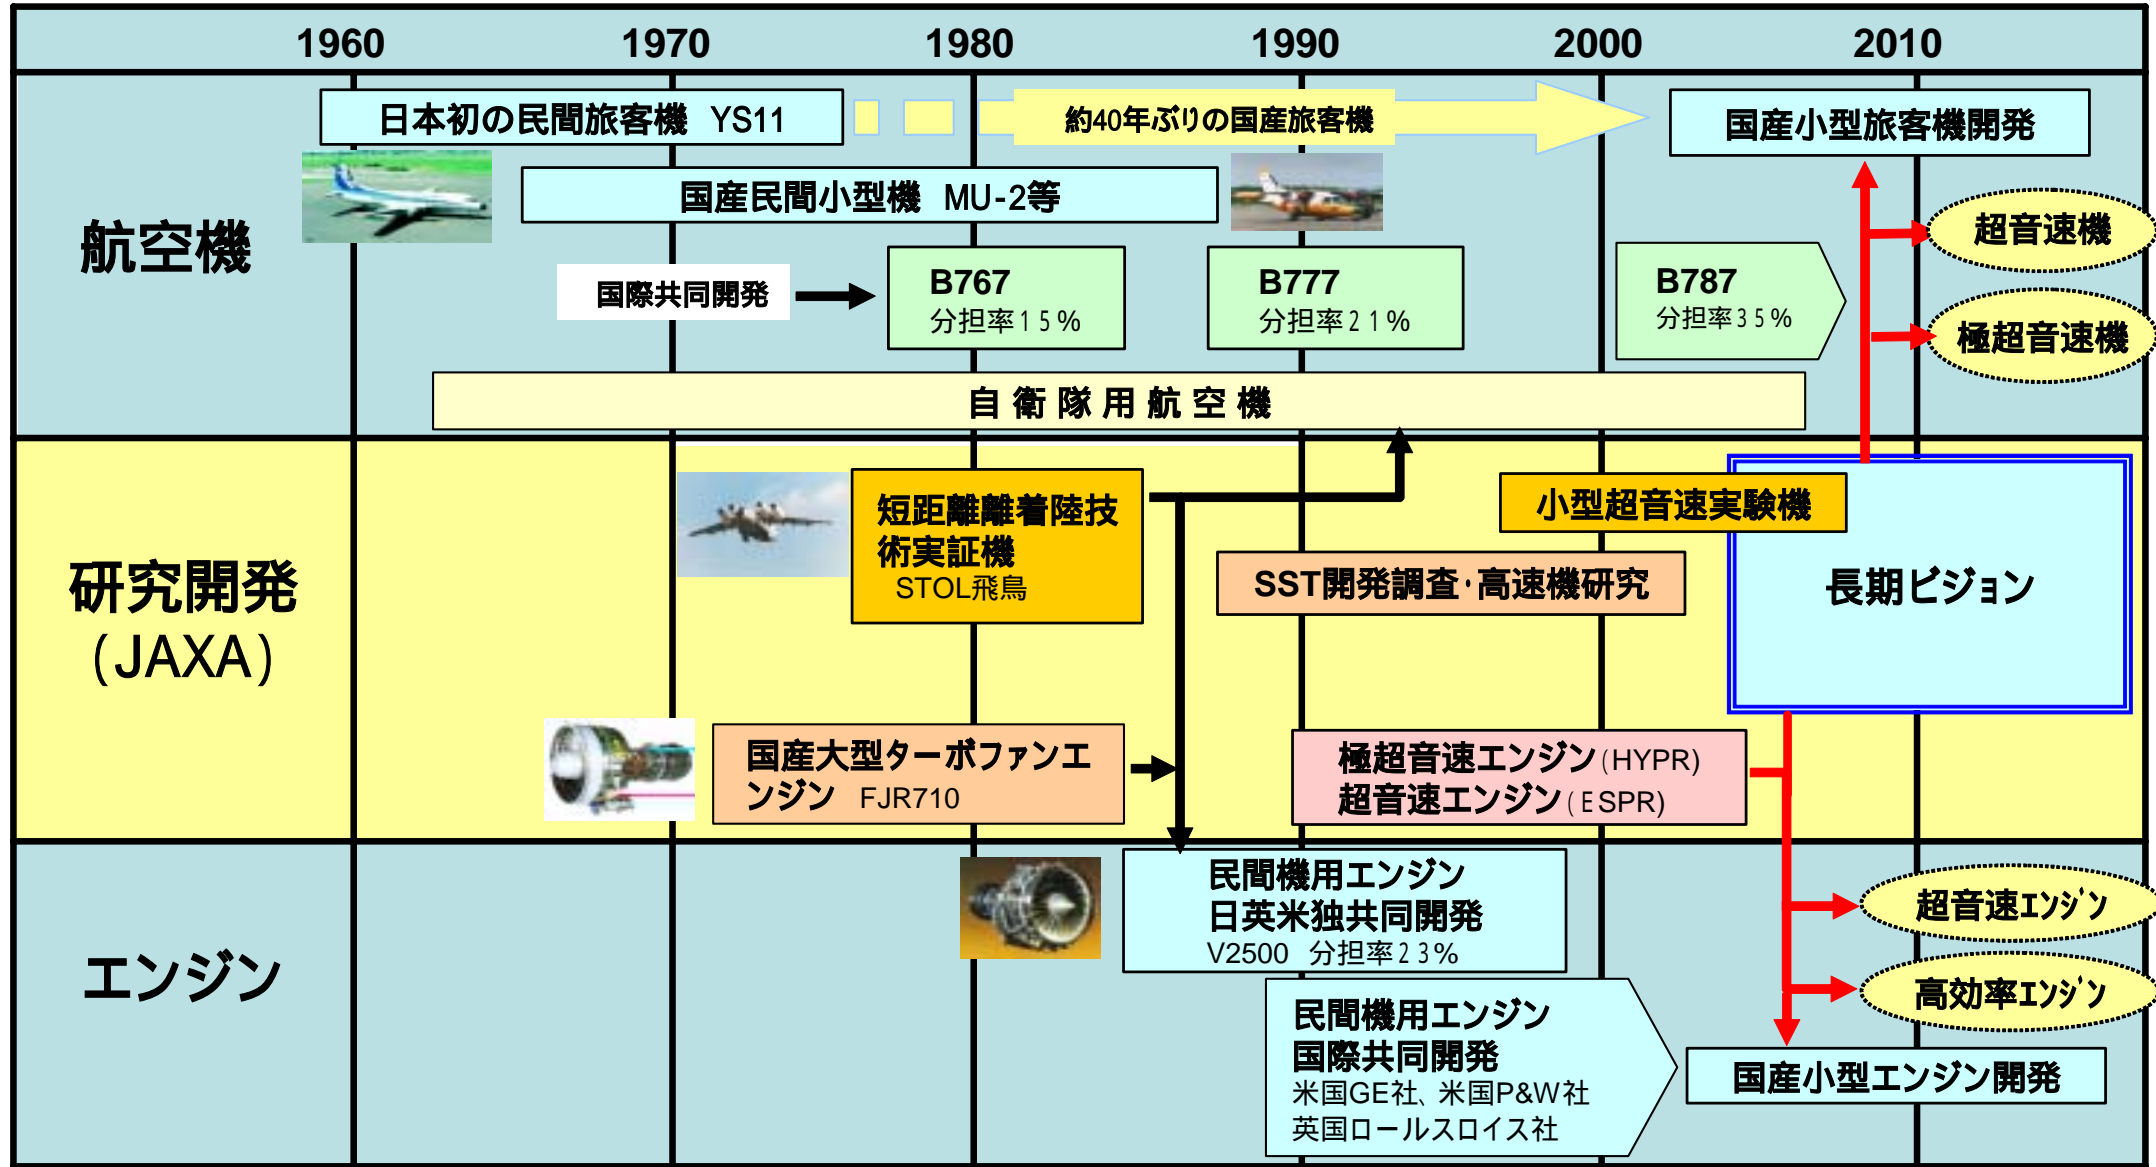 1960 1970 1980 1990 2000 2010
航空機
日本初の民間旅客機 YS11
約40年ぶりの国産旅客機
国産小型旅客機開発
国産民間小型機 MU-2等
超音速機
国際共同開発
B767
分担率15%
B777
分担率21%
B787
分担率35%
極超音速機
自衛隊用航空機
研究開発
(JAXA)
短距離離着陸技
術実証機
STOL飛鳥
小型超音速実験機
SST開発調査・高速機研究
長期ビジョン
国産大型ターボファンエ
ンジン FJR710
極超音速エンジン(HYPR)
超音速エンジン(ESPR)
エンジン
民間機用エンジン
日英米独共同開発
V2500 分担率23%
超音速ｴﾝｼﾞﾝ
高効率ｴﾝｼﾞﾝ
民間機用エンジン
国際共同開発
米国GE社、米国P&W社
英国ロールスロイス社
国産小型エンジン開発